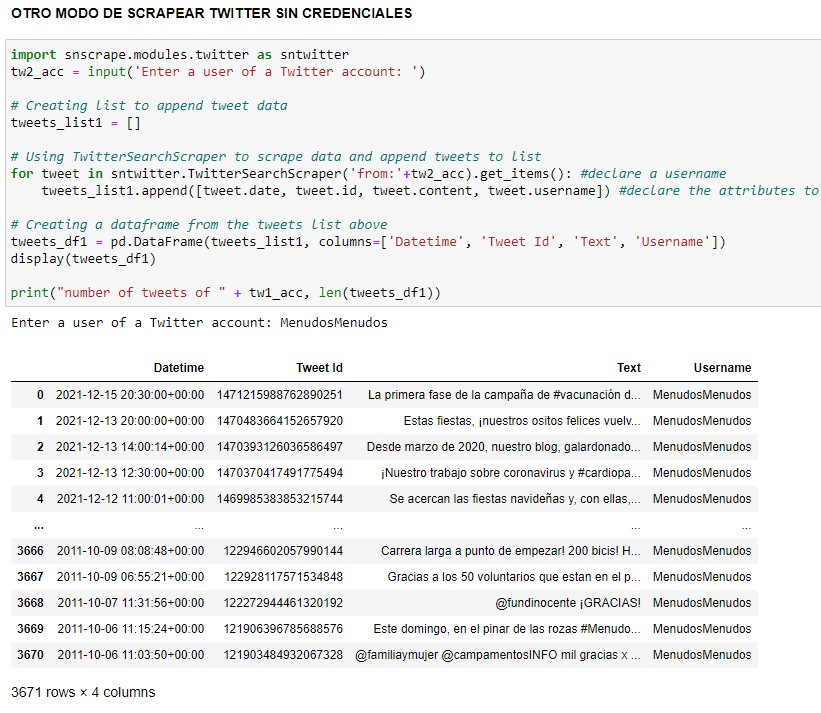 OTRO MODO DE SCRAPEAR TWITTER SIN CREDENCIALES
import snscrape.modules.twitter as sntwitter
tw2_acc = input('Enter a user of a Twitter account: ')
# Creating list to append tweet data
tweets_list1 = []
# Using TwitterSearchScraper to scrape data and append tweets to list
for tweet in sntwitter.TwitterSearchScraper('from:'+tw2_acc).get_items(): #declare a username
    tweets_list1.append([tweet.date, tweet.id, tweet.content, tweet.username]) #declare the attributes to
# Creating a dataframe from the tweets list above
tweets_df1 = pd.DataFrame(tweets_list1, columns=['Datetime', 'Tweet Id', 'Text', 'Username'])
display(tweets_df1)
print("number of tweets of " + tw1_acc, len(tweets_df1))
Enter a user of a Twitter account: MenudosMenudos
Datetime Tweet Id Text Username
0 2021-12-15 20:30:00+00:00 1471215988762890251 La primera fase de la campaña de #vacunación d... MenudosMenudos
1 2021-12-13 20:00:00+00:00 1470483664152657920 Estas fiestas, ¡nuestros ositos felices vuelv... MenudosMenudos
2 2021-12-13 14:00:14+00:00 1470393126036586497 Desde marzo de 2020, nuestro blog, galardonado... MenudosMenudos
3 2021-12-13 12:30:00+00:00 1470370417491775494 ¡Nuestro trabajo sobre coronavirus y #cardiopa... MenudosMenudos
4 2021-12-12 11:00:01+00:00 1469985383853215744 Se acercan las fiestas navideñas y, con ellas,... MenudosMenudos
... ... ... ... ...
3666 2011-10-09 08:08:48+00:00 122946602057990144 Carrera larga a punto de empezar! 200 bicis! H... MenudosMenudos
3667 2011-10-09 06:55:21+00:00 122928117571534848 Gracias a los 50 voluntarios que estan en el p... MenudosMenudos
3668 2011-10-07 11:31:56+00:00 122272944461320192 @fundinocente ¡GRACIAS! MenudosMenudos
3669 2011-10-06 11:15:24+00:00 121906396785688576 Este domingo, en el pinar de las rozas #Menudo... MenudosMenudos
3670 2011-10-06 11:03:50+00:00 121903484932067328 @familiaymujer @campamentosINFO mil gracias x ... MenudosMenudos
3671 rows × 4 columns